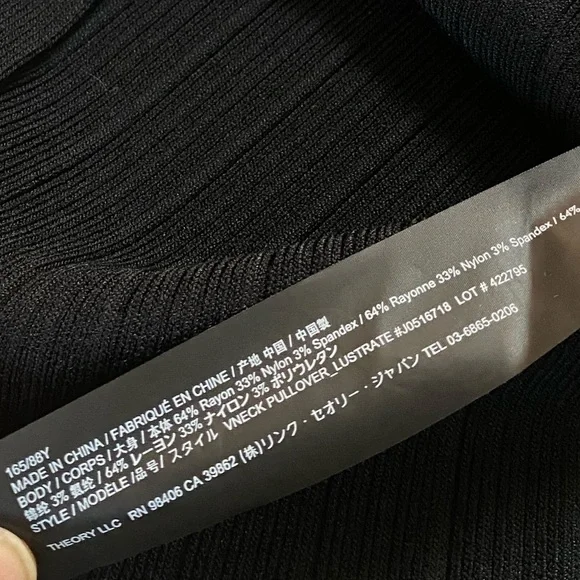 165/88Y
MADE IN CHINA / FABRIQUÉ EN CHINE / 产地 中国 / 中国製
BODY / CORPS / 大身 / 本体 64% Rayon 33% Nylon 3% Spandex / 64% Rayonne 33% Nylon 3% Spandex / 64%
锦纶 3% 氨纶 / 64% レーヨン 33% ナイロン 3% ポリウレタン
STYLE / MODÈLE /品号/ スタイル VNECK PULLOVER_LUSTRATE #J0516718 LOT # 422795
THEORY LLC RN 98406 CA 39862 (株)リンク・セオリー・ジャパン TEL 03-6865-0206